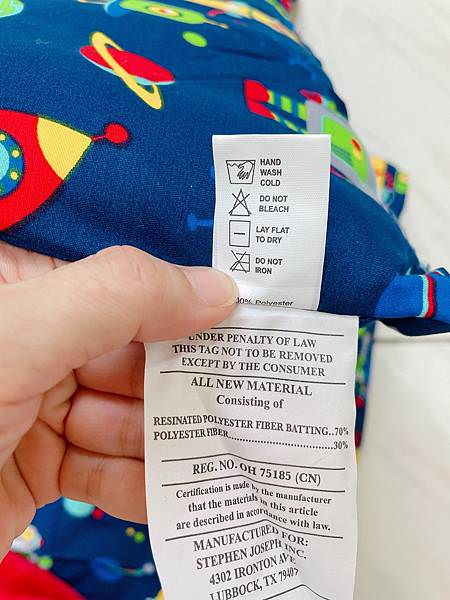 HAND
WASH
COLD
DO NOT
BLEACH
LAY FLAT
TO DRY
DO NOT
IRON
Polyester
UNDER PENALTY OF LAW
THIS TAG NOT TO BE REMOVED
EXCEPT BY THE CONSUMER
ALL NEW MATERIAL
Consisting of
RESINATED POLYESTER FIBER BATTING..70%
POLYESTER FIBER......................30%
REG. NO. OH 75185 (CN)
Certification is made by the manufacturer
that the materials in this article
are described in accordance with law.
MANUFACTURED FOR:
STEPHEN JOSEPH INC.
4302 IRONTON AVE
LUBBOCK, TX 79407